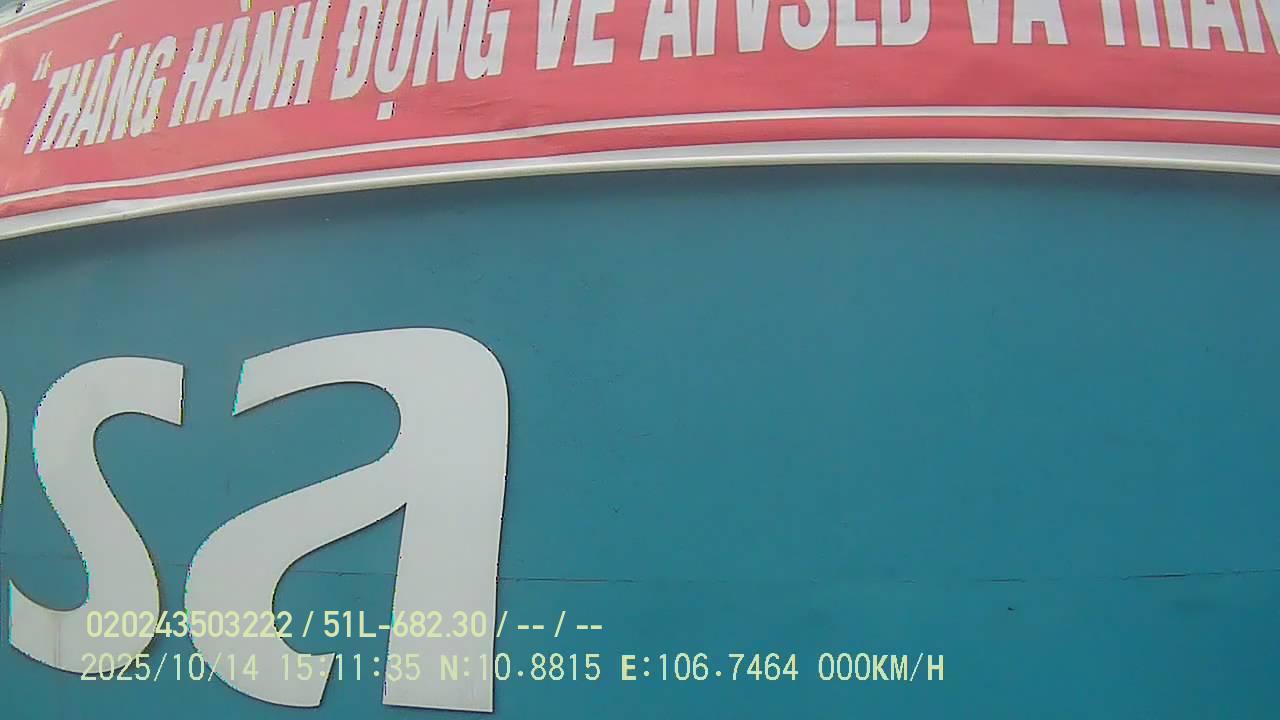 "THÁNG HÀNH ĐỘNG VỀ ATVSLĐ VÀ THÁN
sa
020243503222 / 51L-682.30 / -- / --
2025/10/14 15:11:35 N:10.8815 E:106.7464 000KM/H